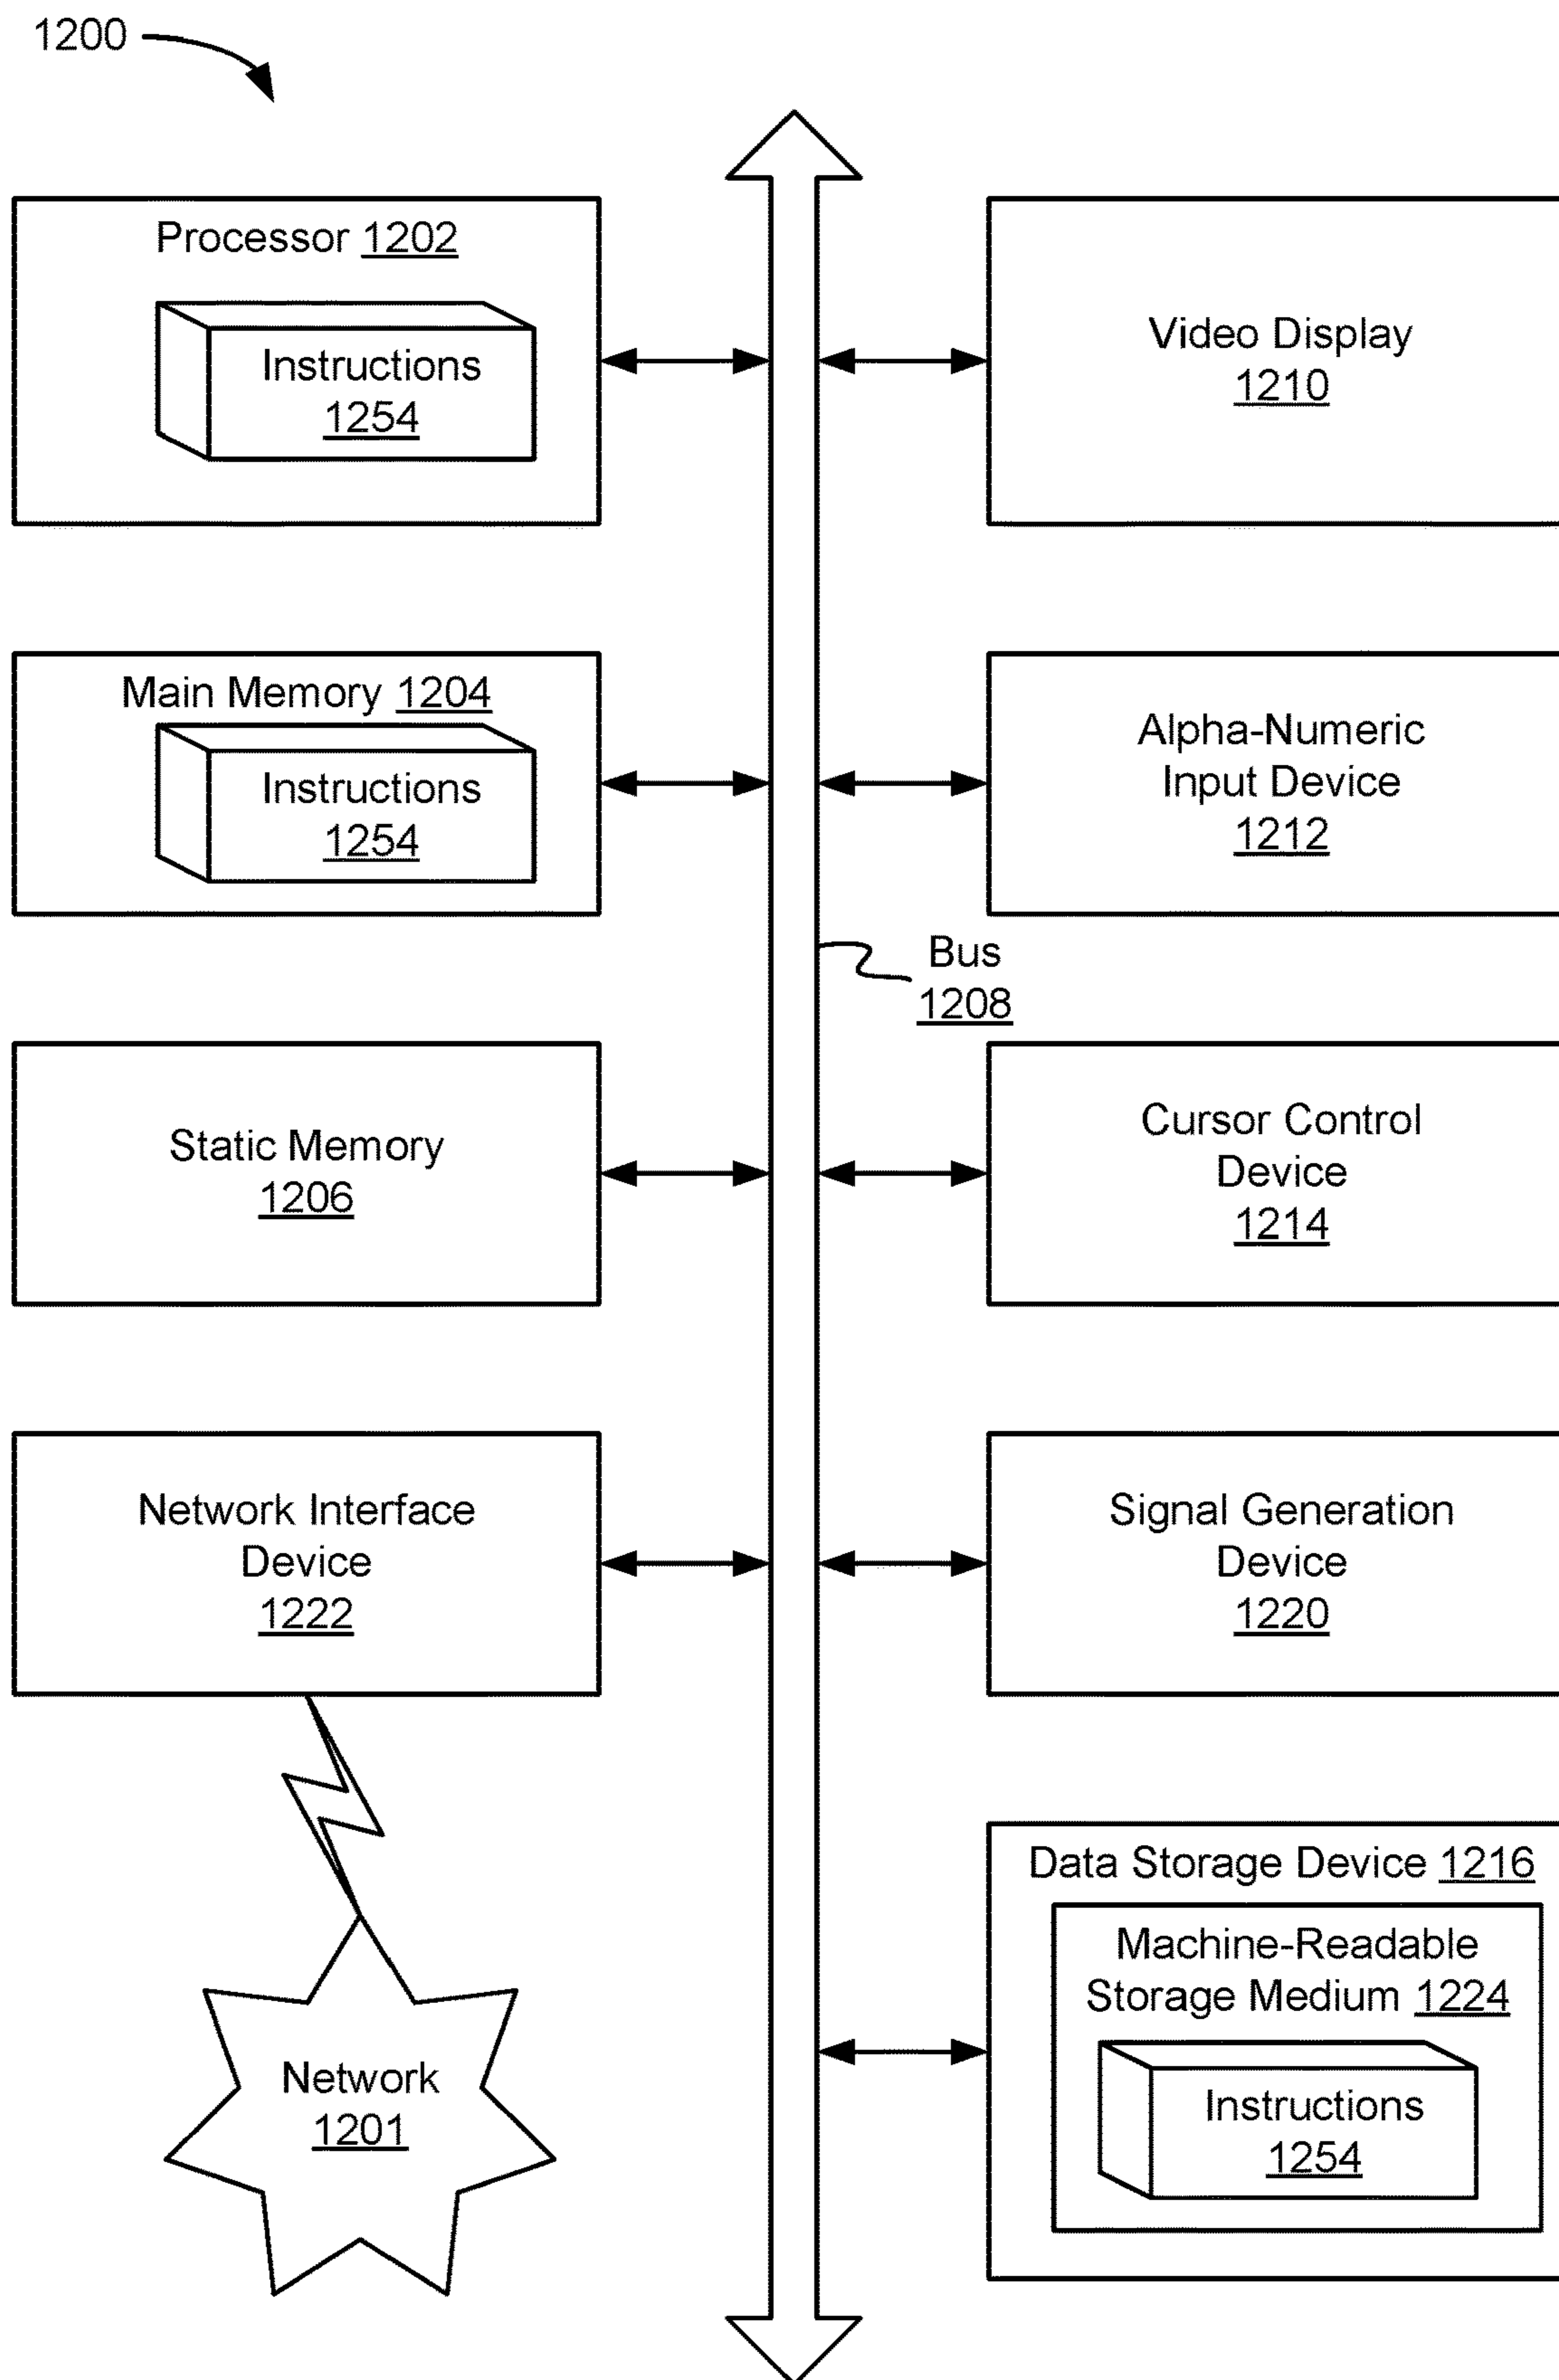 1200
Processor 1202
Instructions
1254
Video Display
1210
Main Memory 1204
Instructions
1254
Alpha-Numeric
Input Device
1212
Bus
1208
Static Memory
1206
Cursor Control
Device
1214
Network Interface
Device
1222
Signal Generation
Device
1220
Data Storage Device 1216
Machine-Readable
Storage Medium 1224
Instructions
1254
Network
1201